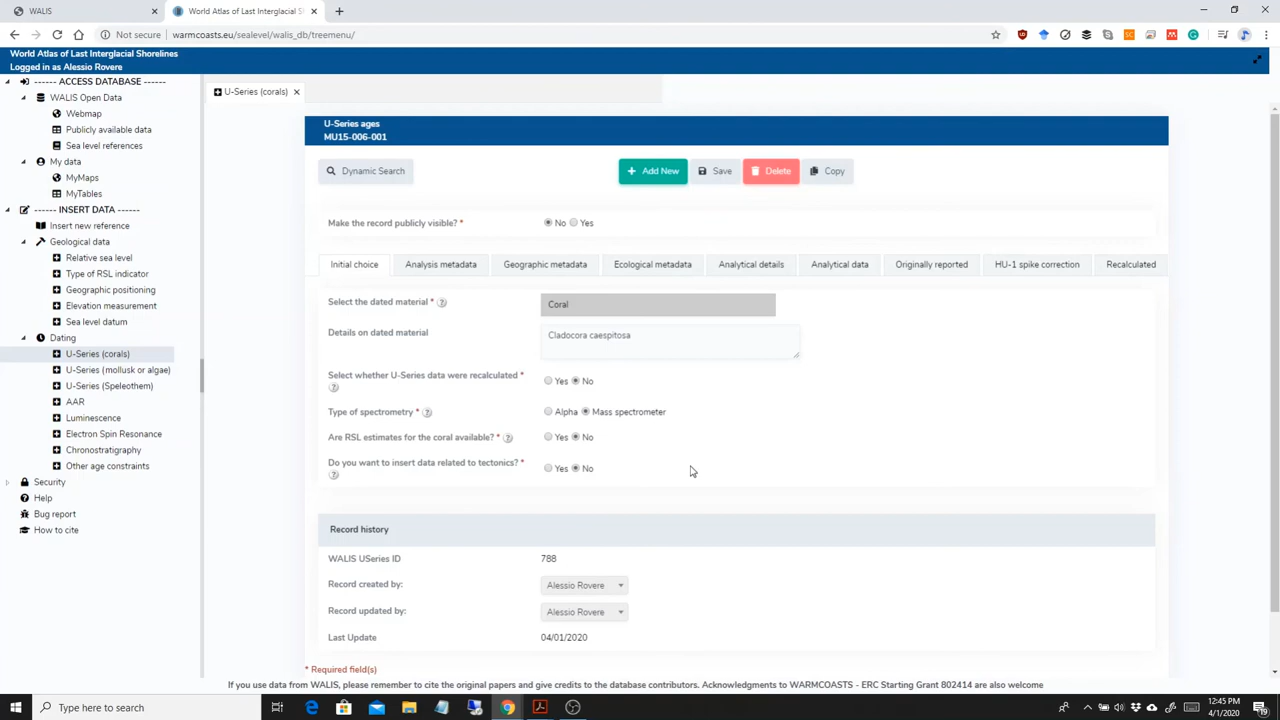 WALIS
World Atlas of Last Interglacial S
Not secure
warmcoasts.eu/sealevel/walis_db/treemenu/
World Atlas of Last Interglacial Shorelines
Logged in as Alessio Rovere
------ ACCESS DATABASE ------
WALIS Open Data
Webmap
Publicly available data
Sea level references
My data
MyMaps
MyTables
------ INSERT DATA ------
Insert new reference
Geological data
Relative sea level
Type of RSL indicator
Geographic positioning
Elevation measurement
Sea level datum
Dating
U-Series (corals)
U-Series (mollusk or algae)
U-Series (Speleothem)
AAR
Luminescence
Electron Spin Resonance
Chronostratigraphy
Other age constraints
Security
Help
Bug report
How to cite
U-Series (corals)
U-Series ages
MU15-006-001
Dynamic Search
Add New
Save
Delete
Copy
Make the record publicly visible? * No Yes
Initial choice
Analysis metadata
Geographic metadata
Ecological metadata
Analytical details
Analytical data
Originally reported
HU-1 spike correction
Recalculated
Select the dated material * ? Coral
Details on dated material Cladocora caespitosa
Select whether U-Series data were recalculated * ? Yes No
Type of spectrometry * ? Alpha Mass spectrometer
Are RSL estimates for the coral available? * ? Yes No
Do you want to insert data related to tectonics? * ? Yes No
Record history
WALIS USeries ID 788
Record created by: Alessio Rovere
Record updated by: Alessio Rovere
Last Update 04/01/2020
* Required field(s)
If you use data from WALIS, please remember to cite the original papers and give credits to the database contributors. Acknowledgments to WARMCOASTS - ERC Starting Grant 802414 are also welcome
Type here to search
12:45 PM
4/1/2020